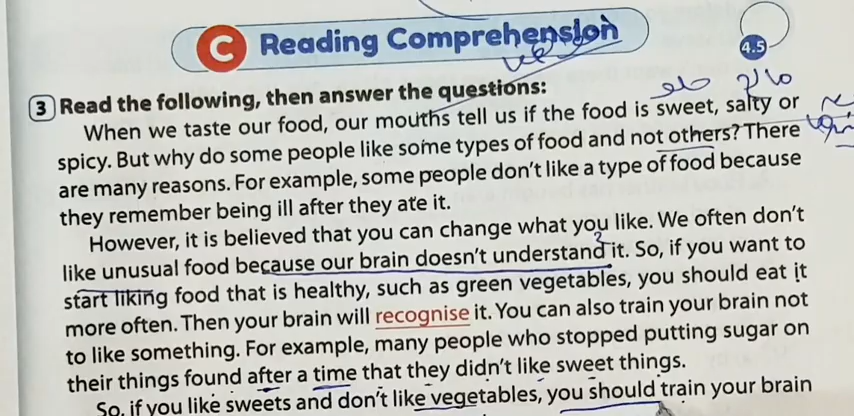 C Reading Comprehension
4.5
3 Read the following, then answer the questions:
حلو مالح
When we taste our food, our mouths tell us if the food is sweet, salty or
spicy. But why do some people like some types of food and not others? There
are many reasons. For example, some people don't like a type of food because
they remember being ill after they ate it.
However, it is believed that you can change what you like. We often don't
like unusual food because our brain doesn't understand it. So, if you want to
start liking food that is healthy, such as green vegetables, you should eat it
more often. Then your brain will recognise it. You can also train your brain not
to like something. For example, many people who stopped putting sugar on
their things found after a time that they didn't like sweet things.
So, if you like sweets and don't like vegetables, you should train your brain